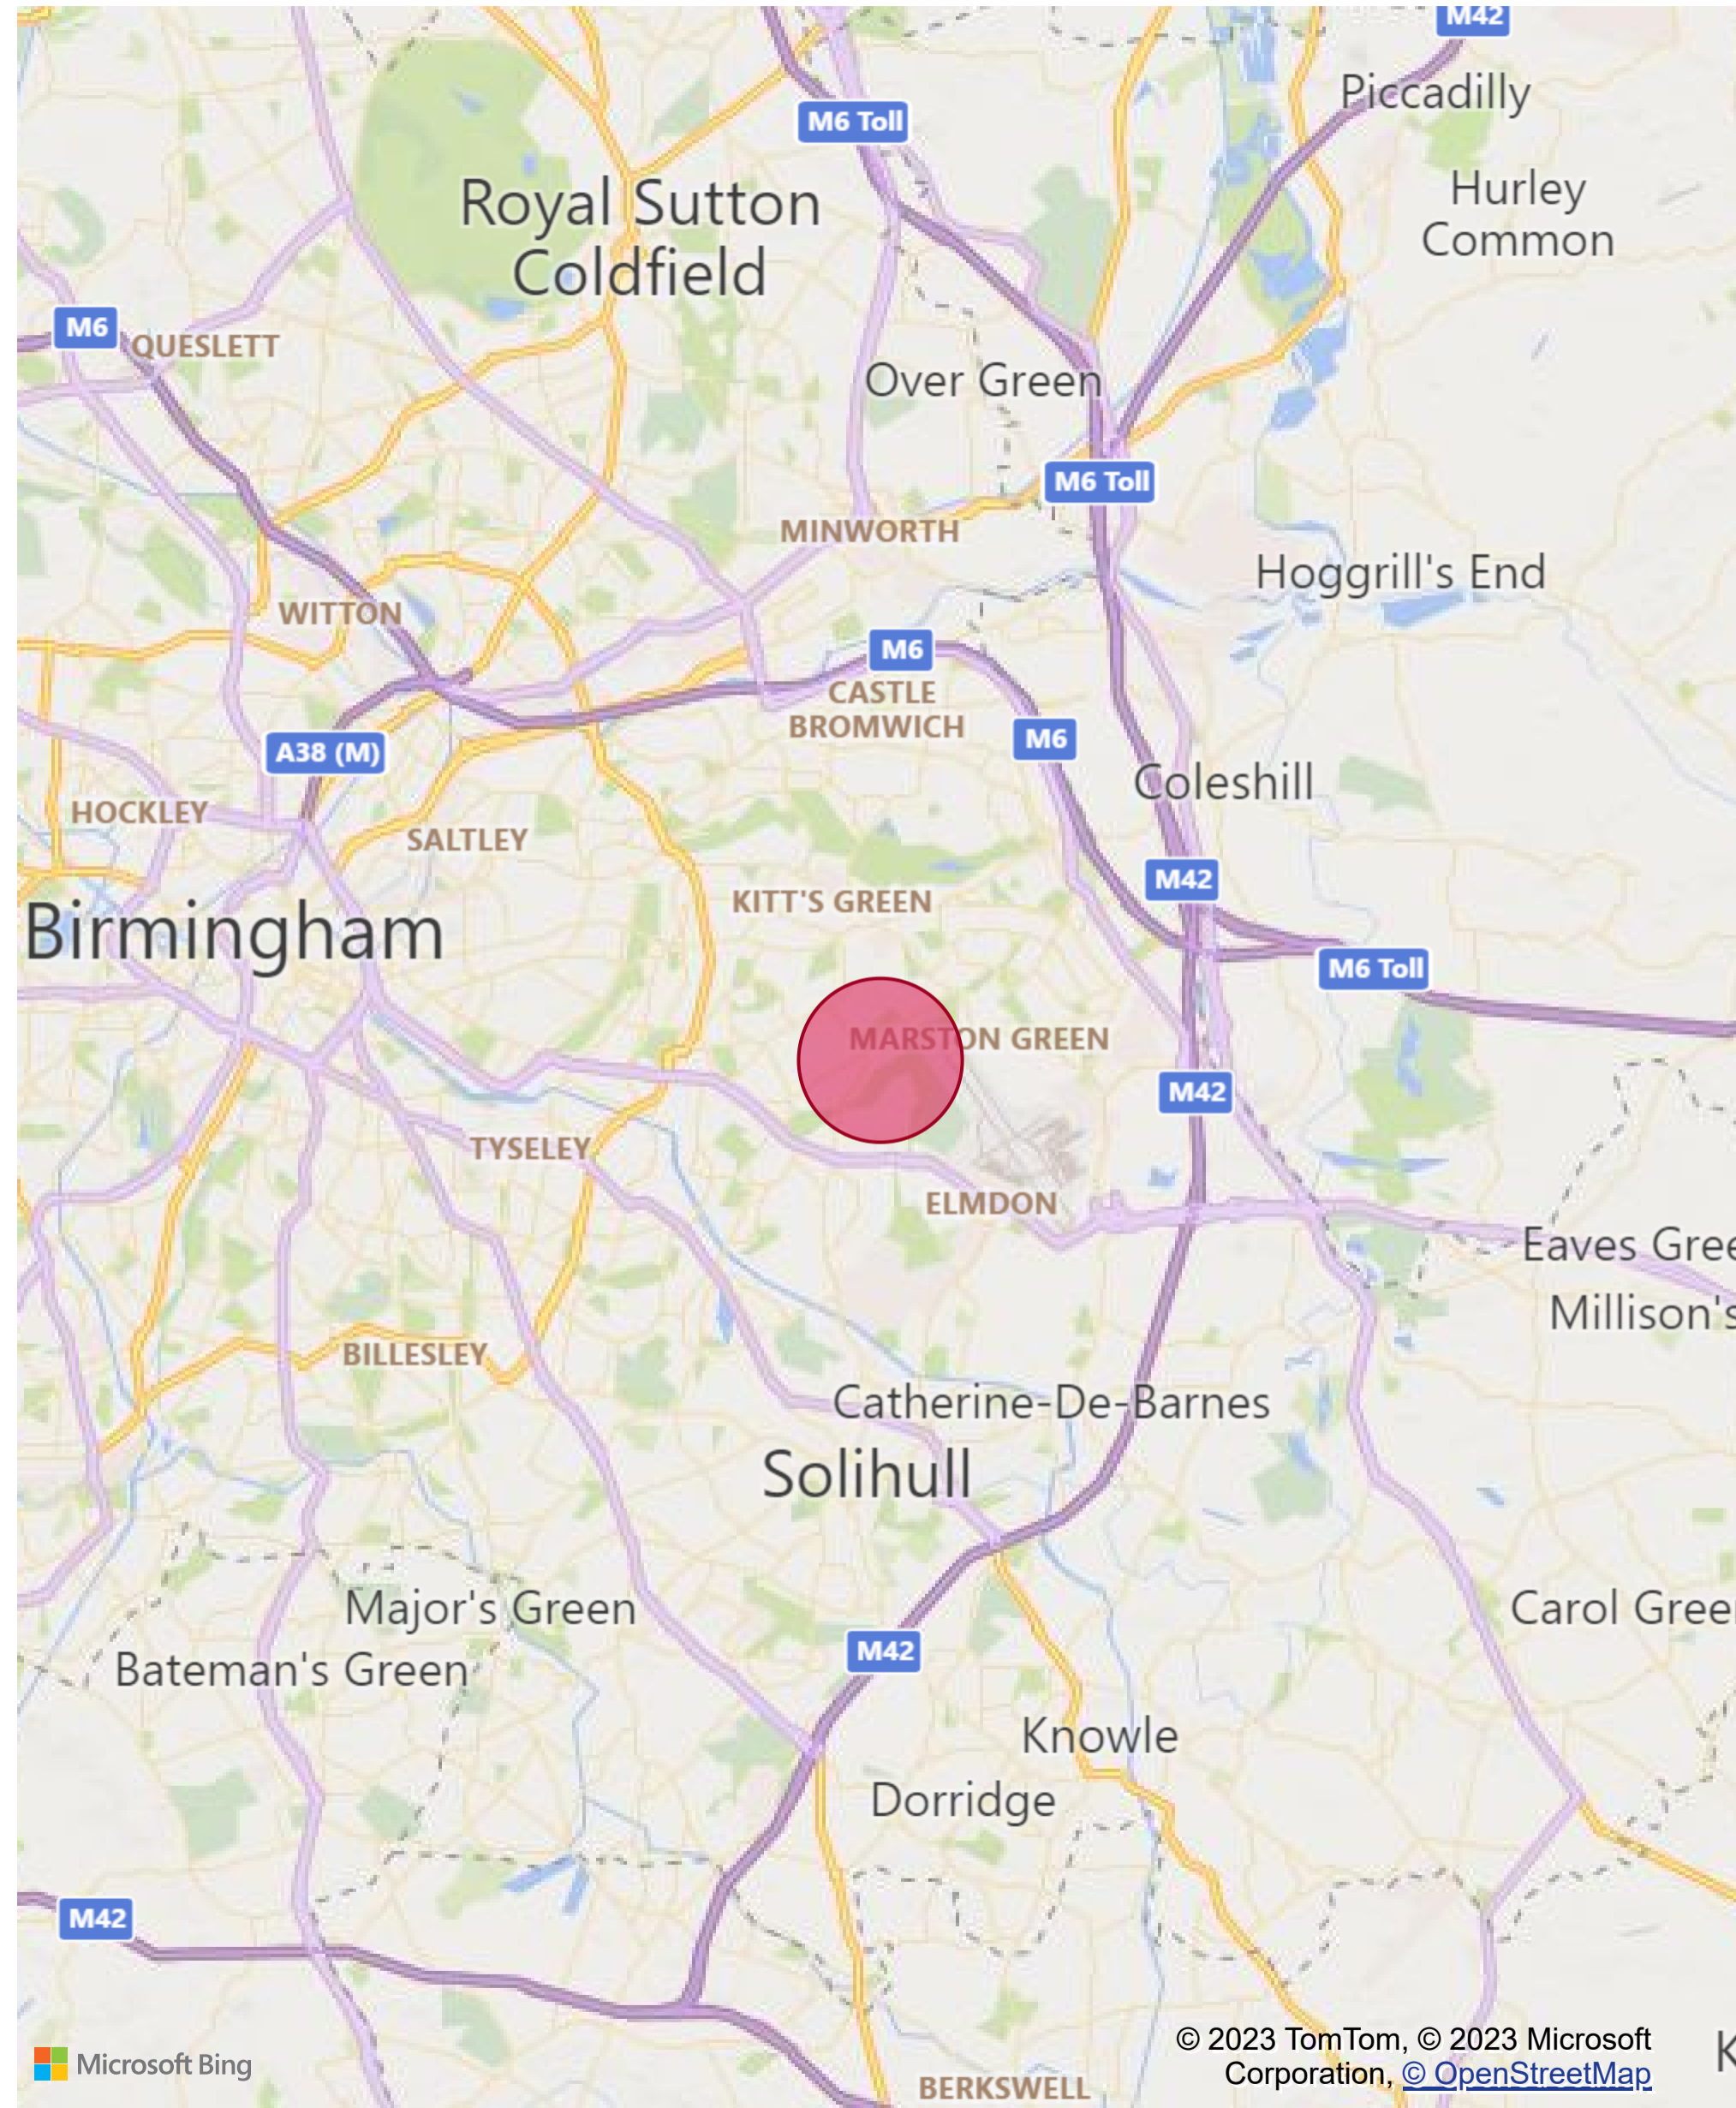 M42
Piccadilly
M6 Toll
Hurley
Common
Royal Sutton
Coldfield
M6
QUESLETT
Over Green
M6 Toll
MINWORTH
Hoggrill's End
WITTON
M6
CASTLE
BROMWICH
M6
A38 (M)
Coleshill
HOCKLEY
SALTLEY
M42
KITT'S GREEN
Birmingham
M6 Toll
MARSTON GREEN
M42
TYSELEY
ELMDON
Eaves Gree
Millison's
BILLESLEY
Catherine-De-Barnes
Solihull
Major's Green
Carol Gree
M42
Bateman's Green
Knowle
Dorridge
M42
© 2023 TomTom, © 2023 Microsoft
Corporation, © OpenStreetMap
K
Microsoft Bing
BERKSWELL